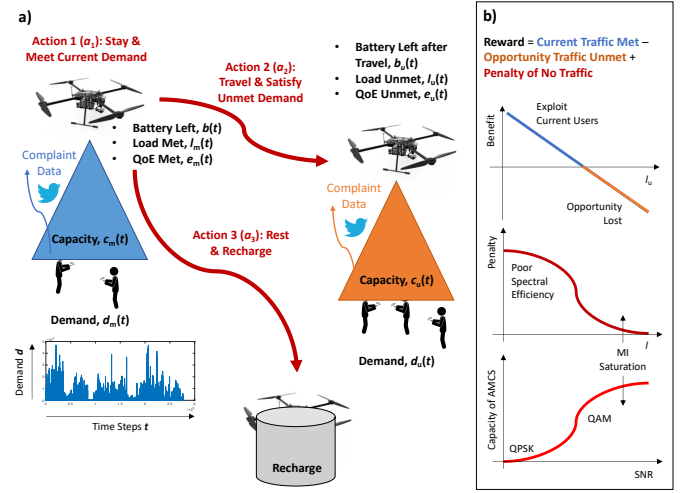 a)
Action 1 (a₁): Stay &
Meet Current Demand
Action 2 (a₂):
Travel & Satisfy
Unmet Demand
• Battery Left after
Travel, bᵤ(t)
• Load Unmet, lᵤ(t)
• QoE Unmet, eᵤ(t)
• Battery Left, b(t)
• Load Met, lₘ(t)
• QoE Met, eₘ(t)
Complaint
Data
Capacity, cₘ(t)
Demand, dₘ(t)
Complaint
Data
Capacity, cᵤ(t)
Demand, dᵤ(t)
Action 3 (a₃): Rest
& Recharge
Demand d
Time Steps t
Recharge
b)
Reward = Current Traffic Met –
Opportunity Traffic Unmet +
Penalty of No Traffic
Benefit
Exploit
Current Users
lᵤ
Opportunity
Lost
Penalty
Poor
Spectral
Efficiency
l
MI
Saturation
Capacity of AMCS
QAM
QPSK
SNR